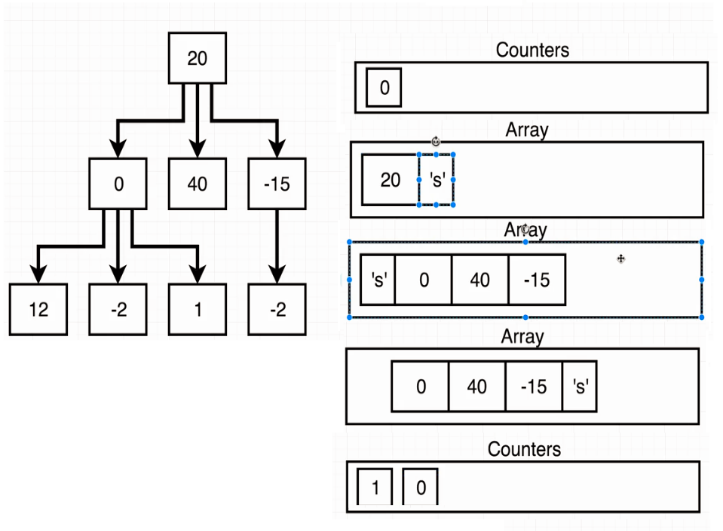 20
0 40 -15
12 -2 1 -2
Counters
0
Array
20 's'
Array
's' 0 40 -15
Array
0 40 -15 's'
Counters
1 0